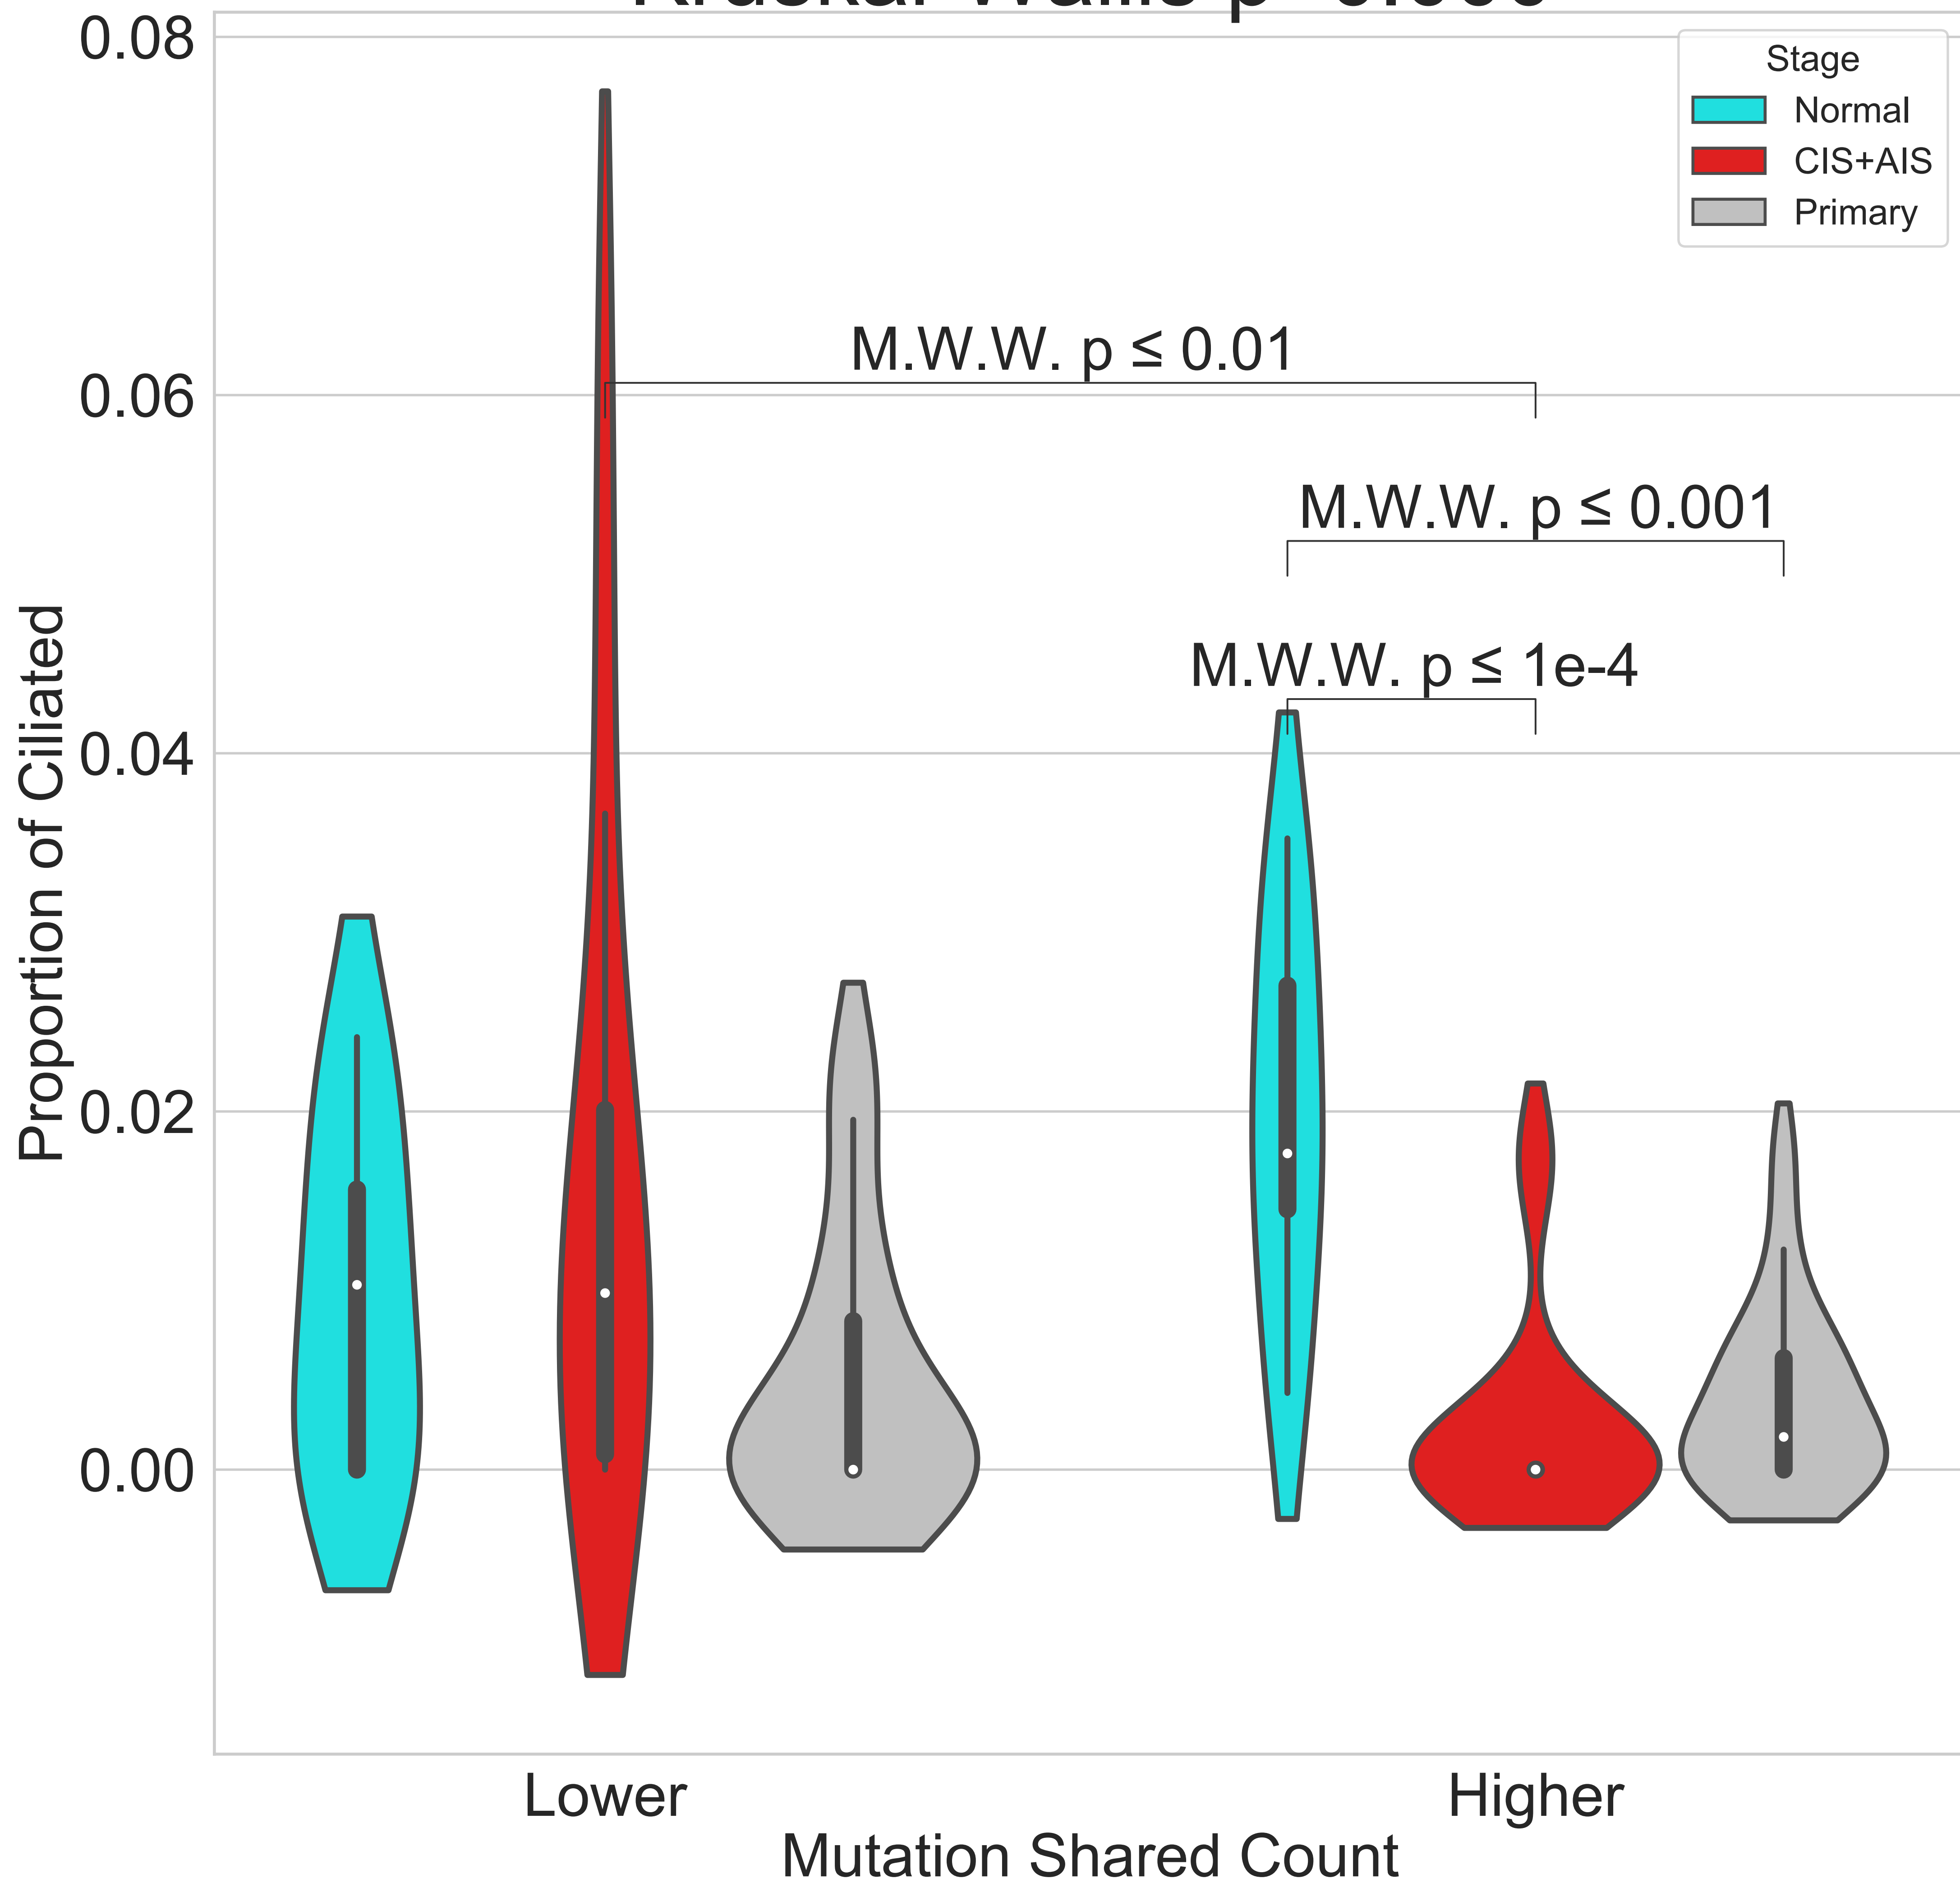 0.08
0.06
0.04
0.02
0.00
Proportion of Ciliated
Stage
Normal
CIS+AIS
Primary
M.W.W. p ≤ 0.01
M.W.W. p ≤ 0.001
M.W.W. p ≤ 1e-4
Lower
Higher
Mutation Shared Count